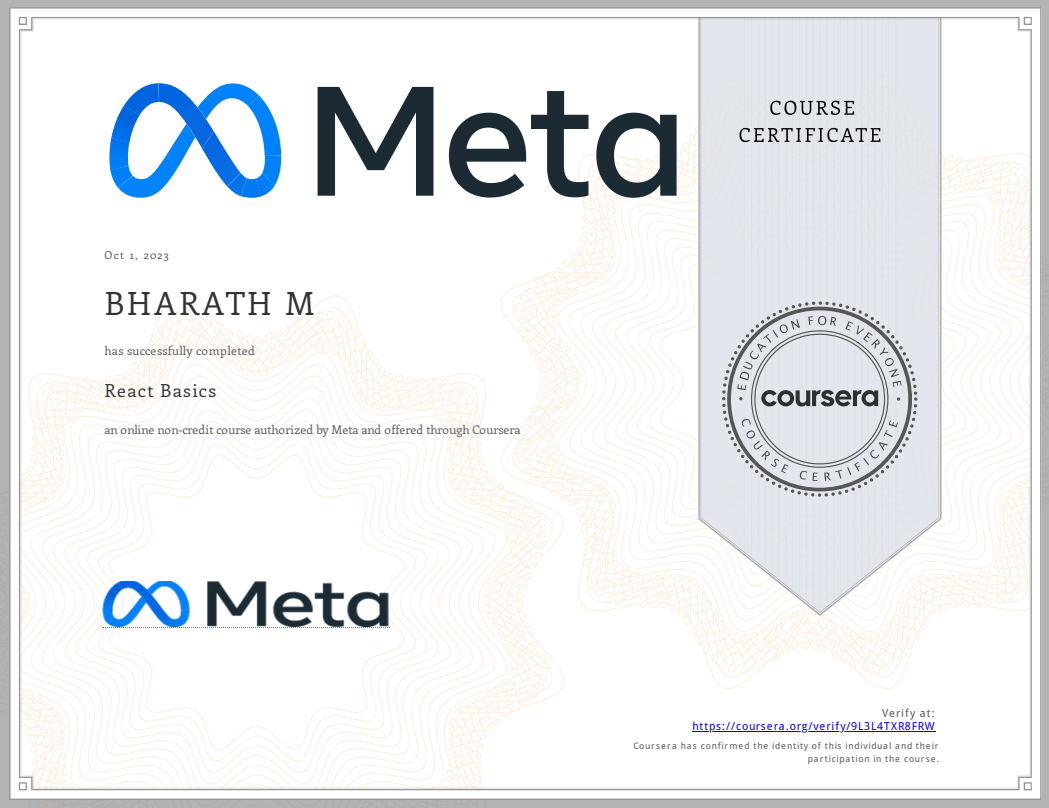 Meta
COURSE
CERTIFICATE
Oct 1, 2023
BHARATH M
has successfully completed
React Basics
an online non-credit course authorized by Meta and offered through Coursera
EDUCATION FOR EVERYONE
coursera
COURSE CERTIFICATE
Meta
Verify at:
https://coursera.org/verify/9L3L4TXR8FRW
Coursera has confirmed the identity of this individual and their
participation in the course.